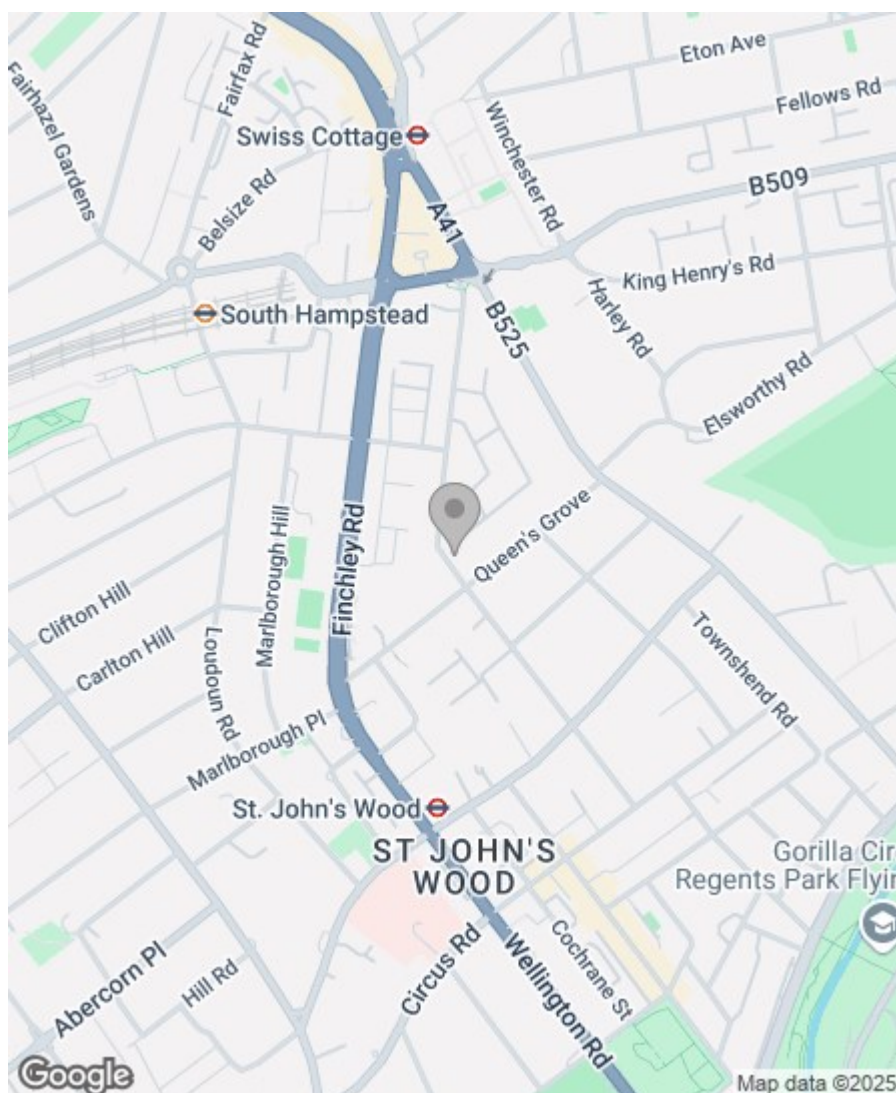 Eton Ave
Fairfax Rd
Fellows Rd
Fairhazel Gardens
Swiss Cottage
Winchester Rd
B509
Belsize Rd
A41
King Henry's Rd
South Hampstead
B525
Harley Rd
Elsworthy Rd
Finchley Rd
Marlborough Hill
Queen's Grove
Clifton Hill
Carlton Hill
Loudoun Rd
Townshend Rd
Marlborough Pl
St. John's Wood
ST JOHN'S
WOOD
Gorilla Cir
Regents Park Flyin
Abercorn Pl
Hill Rd
Circus Rd
Cochrane St
Wellington Rd
Google
Map data ©2025